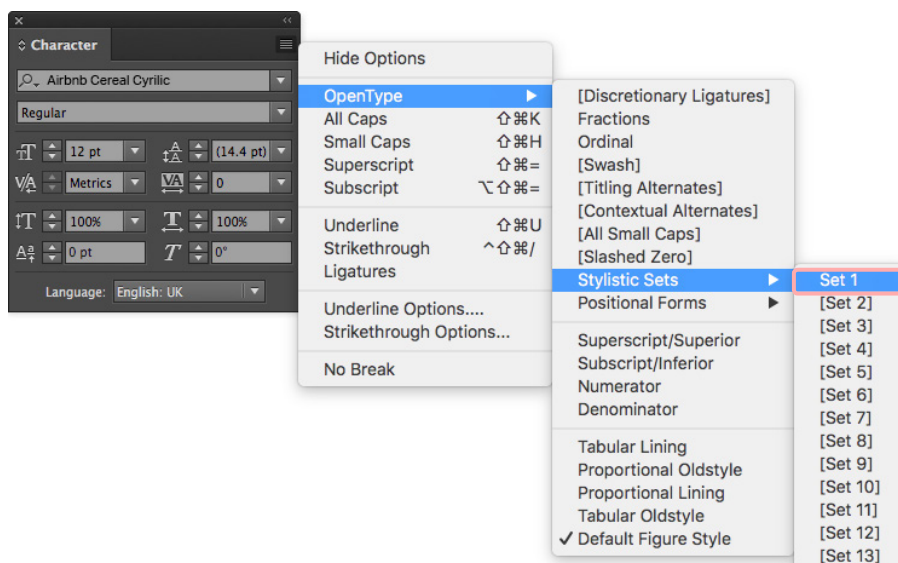 Character
Airbnb Cereal Cyrilic
Regular
12 pt
(14.4 pt)
Metrics
0
100%
100%
0 pt
0°
Language: English: UK
Hide Options
OpenType
All Caps ⇧⌘K
Small Caps ⇧⌘H
Superscript ⇧⌘=
Subscript ⌥⇧⌘=
Underline ⇧⌘U
Strikethrough ^⇧⌘/
Ligatures
Underline Options....
Strikethrough Options...
No Break
[Discretionary Ligatures]
Fractions
Ordinal
[Swash]
[Titling Alternates]
[Contextual Alternates]
[All Small Caps]
[Slashed Zero]
Stylistic Sets
Positional Forms
Superscript/Superior
Subscript/Inferior
Numerator
Denominator
Tabular Lining
Proportional Oldstyle
Proportional Lining
Tabular Oldstyle
✓ Default Figure Style
Set 1
[Set 2]
[Set 3]
[Set 4]
[Set 5]
[Set 6]
[Set 7]
[Set 8]
[Set 9]
[Set 10]
[Set 11]
[Set 12]
[Set 13]